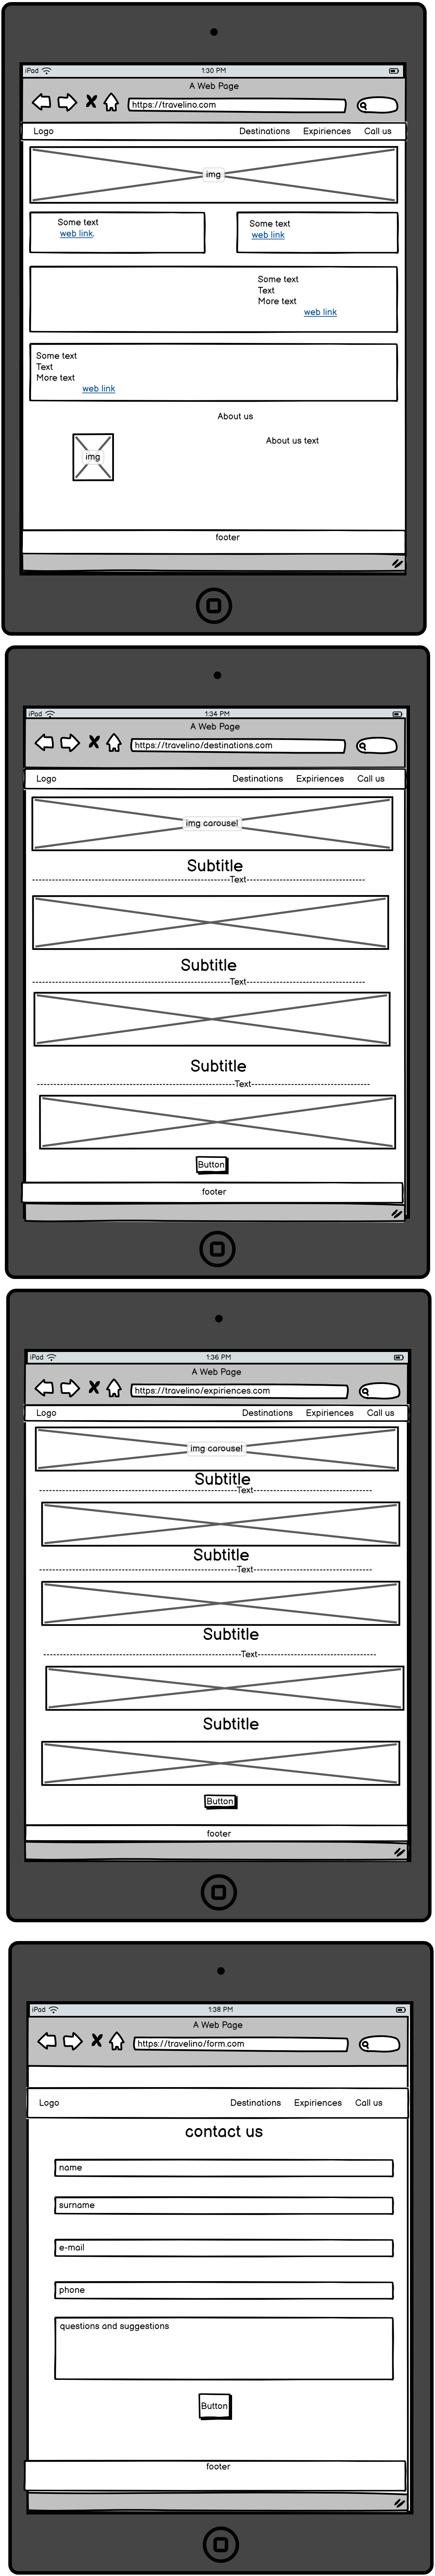 iPad 1:30 PM
A Web Page
https://travelino.com
Logo Destinations Expiriences Call us
img
Some text Some text
web link. web link
Some text
Text
More text
web link
Some text
Text
More text
web link
About us
About us text
img
footer
iPad 1:34 PM
A Web Page
https://travelino/destinations.com
Logo Destinations Expiriences Call us
img carousel
Subtitle
Text
Subtitle
Text
Subtitle
Text
Button
footer
iPad 1:36 PM
A Web Page
https://travelino/expiriences.com
Logo Destinations Expiriences Call us
img carousel
Subtitle
Text
Subtitle
Text
Subtitle
Text
Subtitle
Button
footer
iPad 1:38 PM
A Web Page
https://travelino/form.com
Logo Destinations Expiriences Call us
contact us
name
surname
e-mail
phone
questions and suggestions
Button
footer